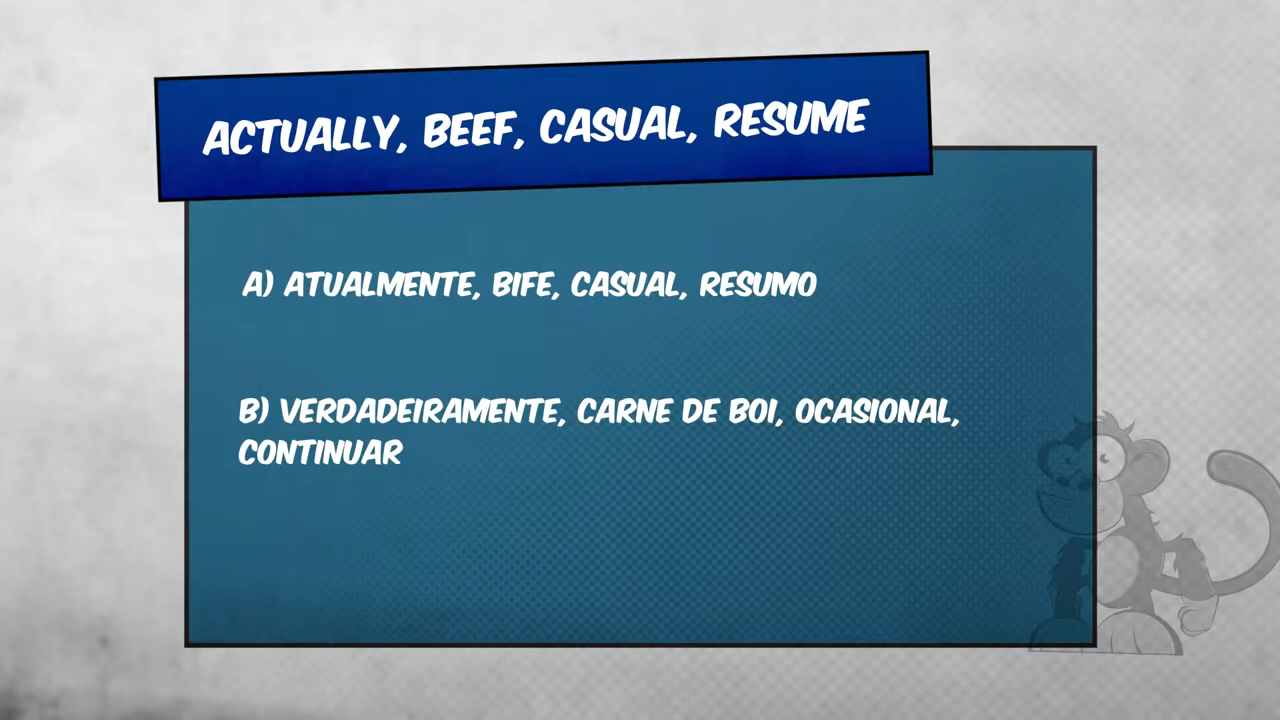 ACTUALLY, BEEF, CASUAL, RESUME
A) ATUALMENTE, BIFE, CASUAL, RESUMO
B) VERDADEIRAMENTE, CARNE DE BOI, OCASIONAL,
CONTINUAR